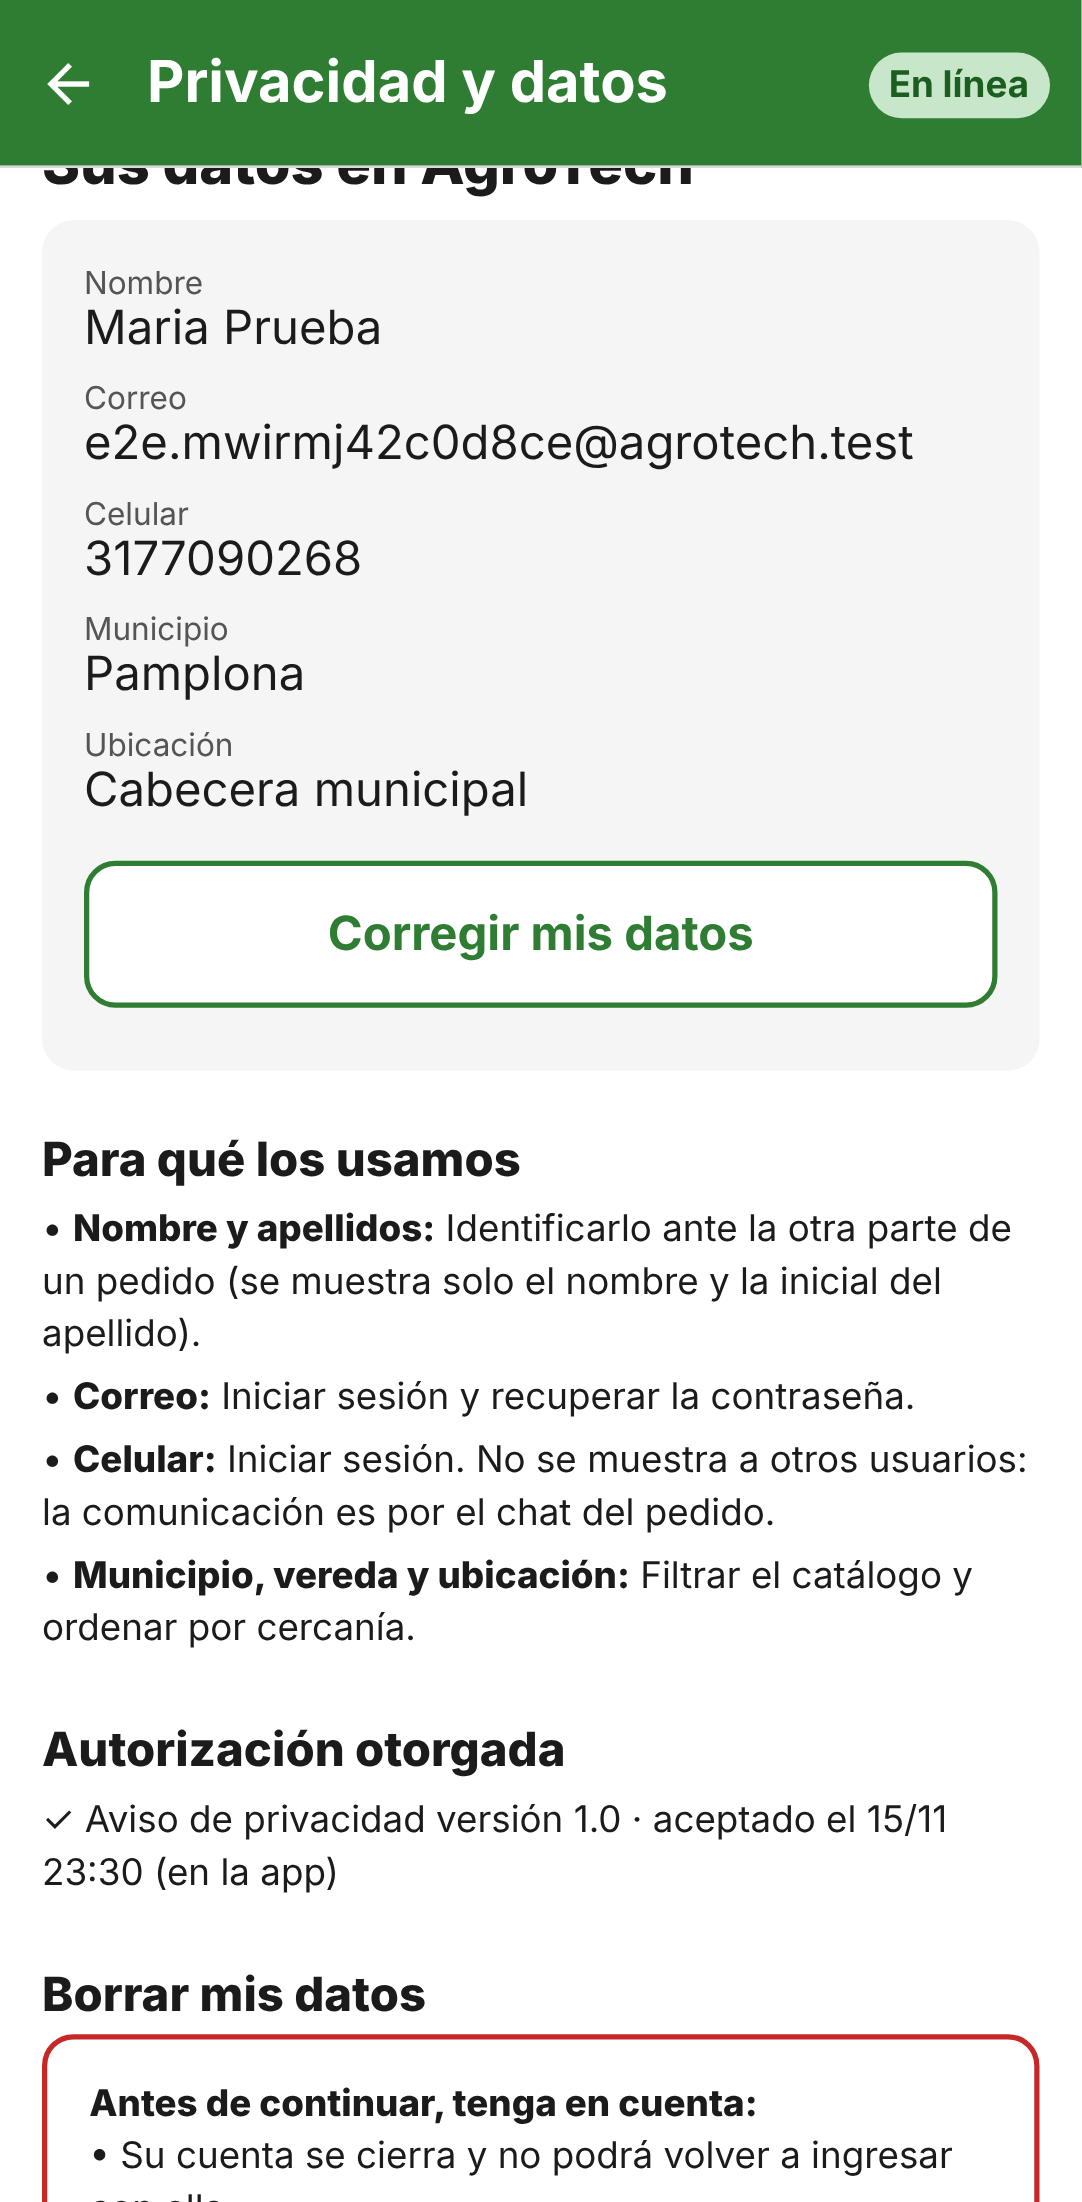 Privacidad y datos
En línea
Sus datos en AgroTech
Nombre
Maria Prueba
Correo
e2e.mwirmj42c0d8ce@agrotech.test
Celular
3177090268
Municipio
Pamplona
Ubicación
Cabecera municipal
Corregir mis datos
Para qué los usamos
• Nombre y apellidos: Identificarlo ante la otra parte de
un pedido (se muestra solo el nombre y la inicial del
apellido).
• Correo: Iniciar sesión y recuperar la contraseña.
• Celular: Iniciar sesión. No se muestra a otros usuarios:
la comunicación es por el chat del pedido.
• Municipio, vereda y ubicación: Filtrar el catálogo y
ordenar por cercanía.
Autorización otorgada
✓ Aviso de privacidad versión 1.0 · aceptado el 15/11
23:30 (en la app)
Borrar mis datos
Antes de continuar, tenga en cuenta:
• Su cuenta se cierra y no podrá volver a ingresar